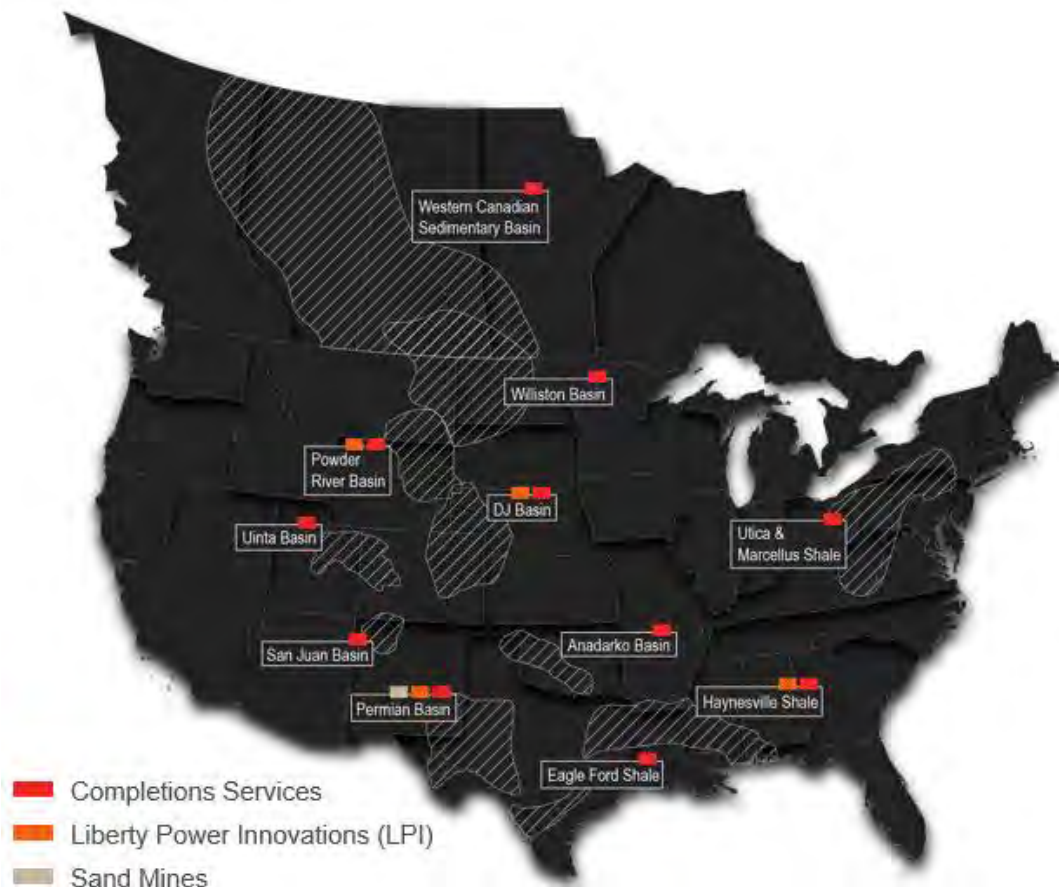 Western Canadian
Sedimentary Basin
Williston Basin
Powder
River Basin
DJ Basin
Uinta Basin
Utica &
Marcellus Shale
San Juan Basin
Anadarko Basin
Permian Basin
Haynesville Shale
Eagle Ford Shale
Completions Services
Liberty Power Innovations (LPI)
Sand Mines